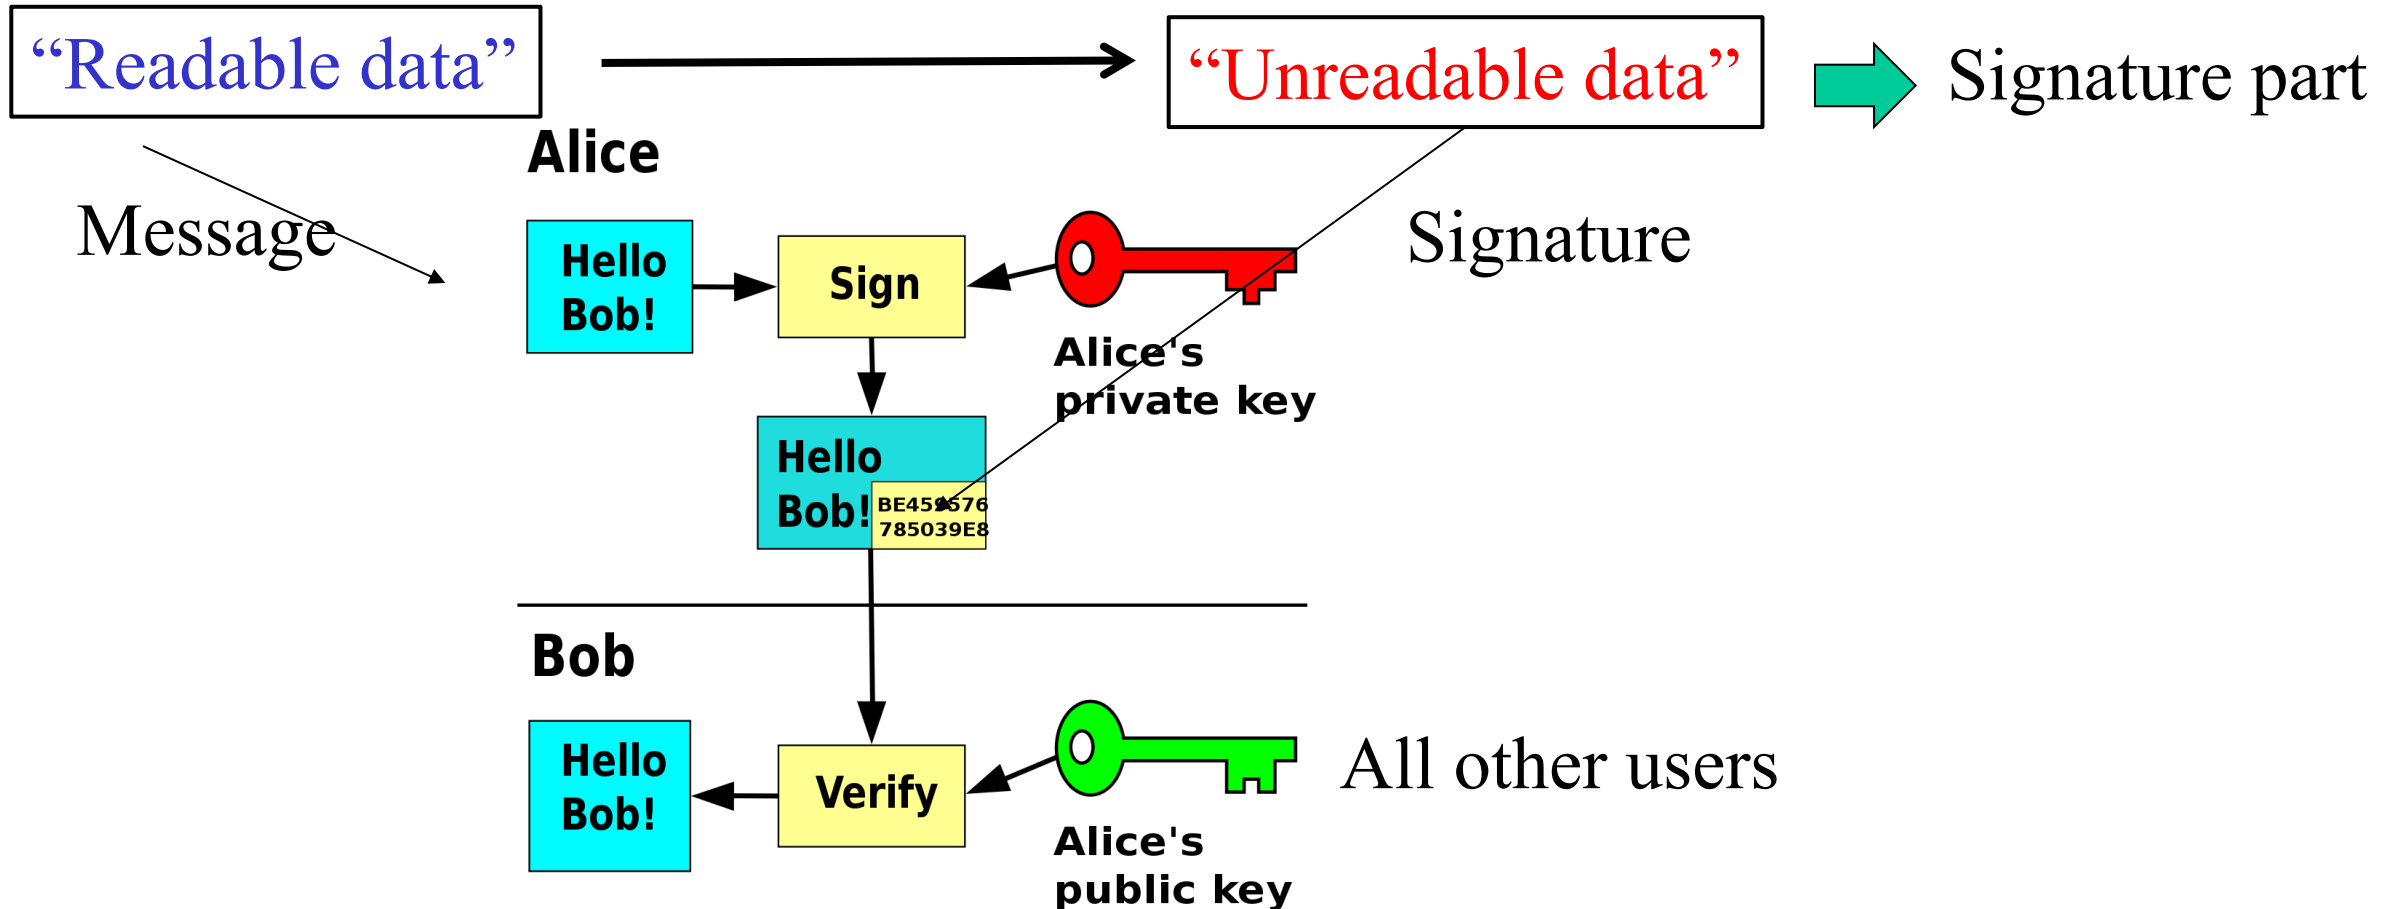 “Readable data”
“Unreadable data”
Signature part
Alice
Message
Signature
Hello
Bob!
Sign
Alice's
private key
Hello
Bob!
BE459576
785039E8
Bob
Hello
Bob!
Verify
All other users
Alice's
public key